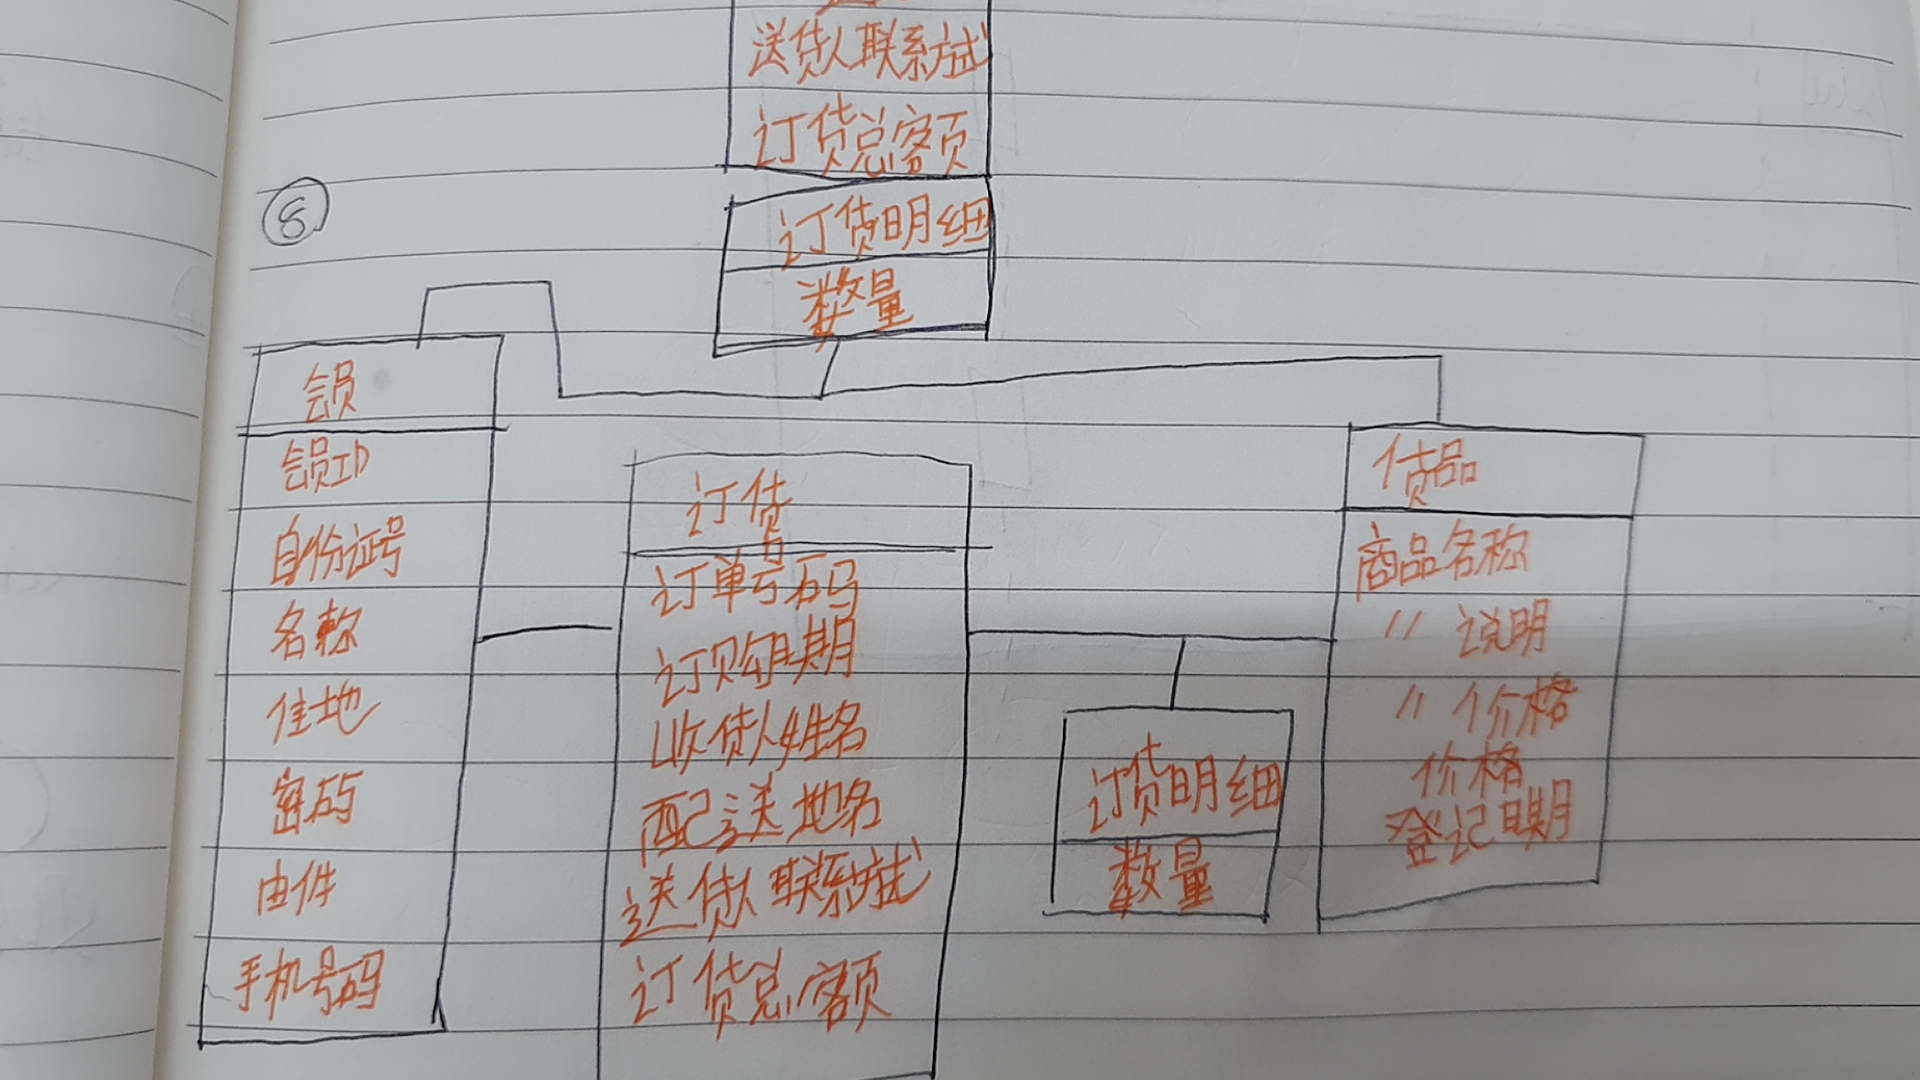 送货人联系方式
订货总额
⑧
订货明细
数量
会员
会员ID
身份证号
名称
住地
密码
由件
手机号码
订货
订单号码
订购日期
收货人姓名
配送地名
送货人联系方式
订货总额
订货明细
数量
货品
商品名称
〃 说明
〃 价格
价格
登记日期